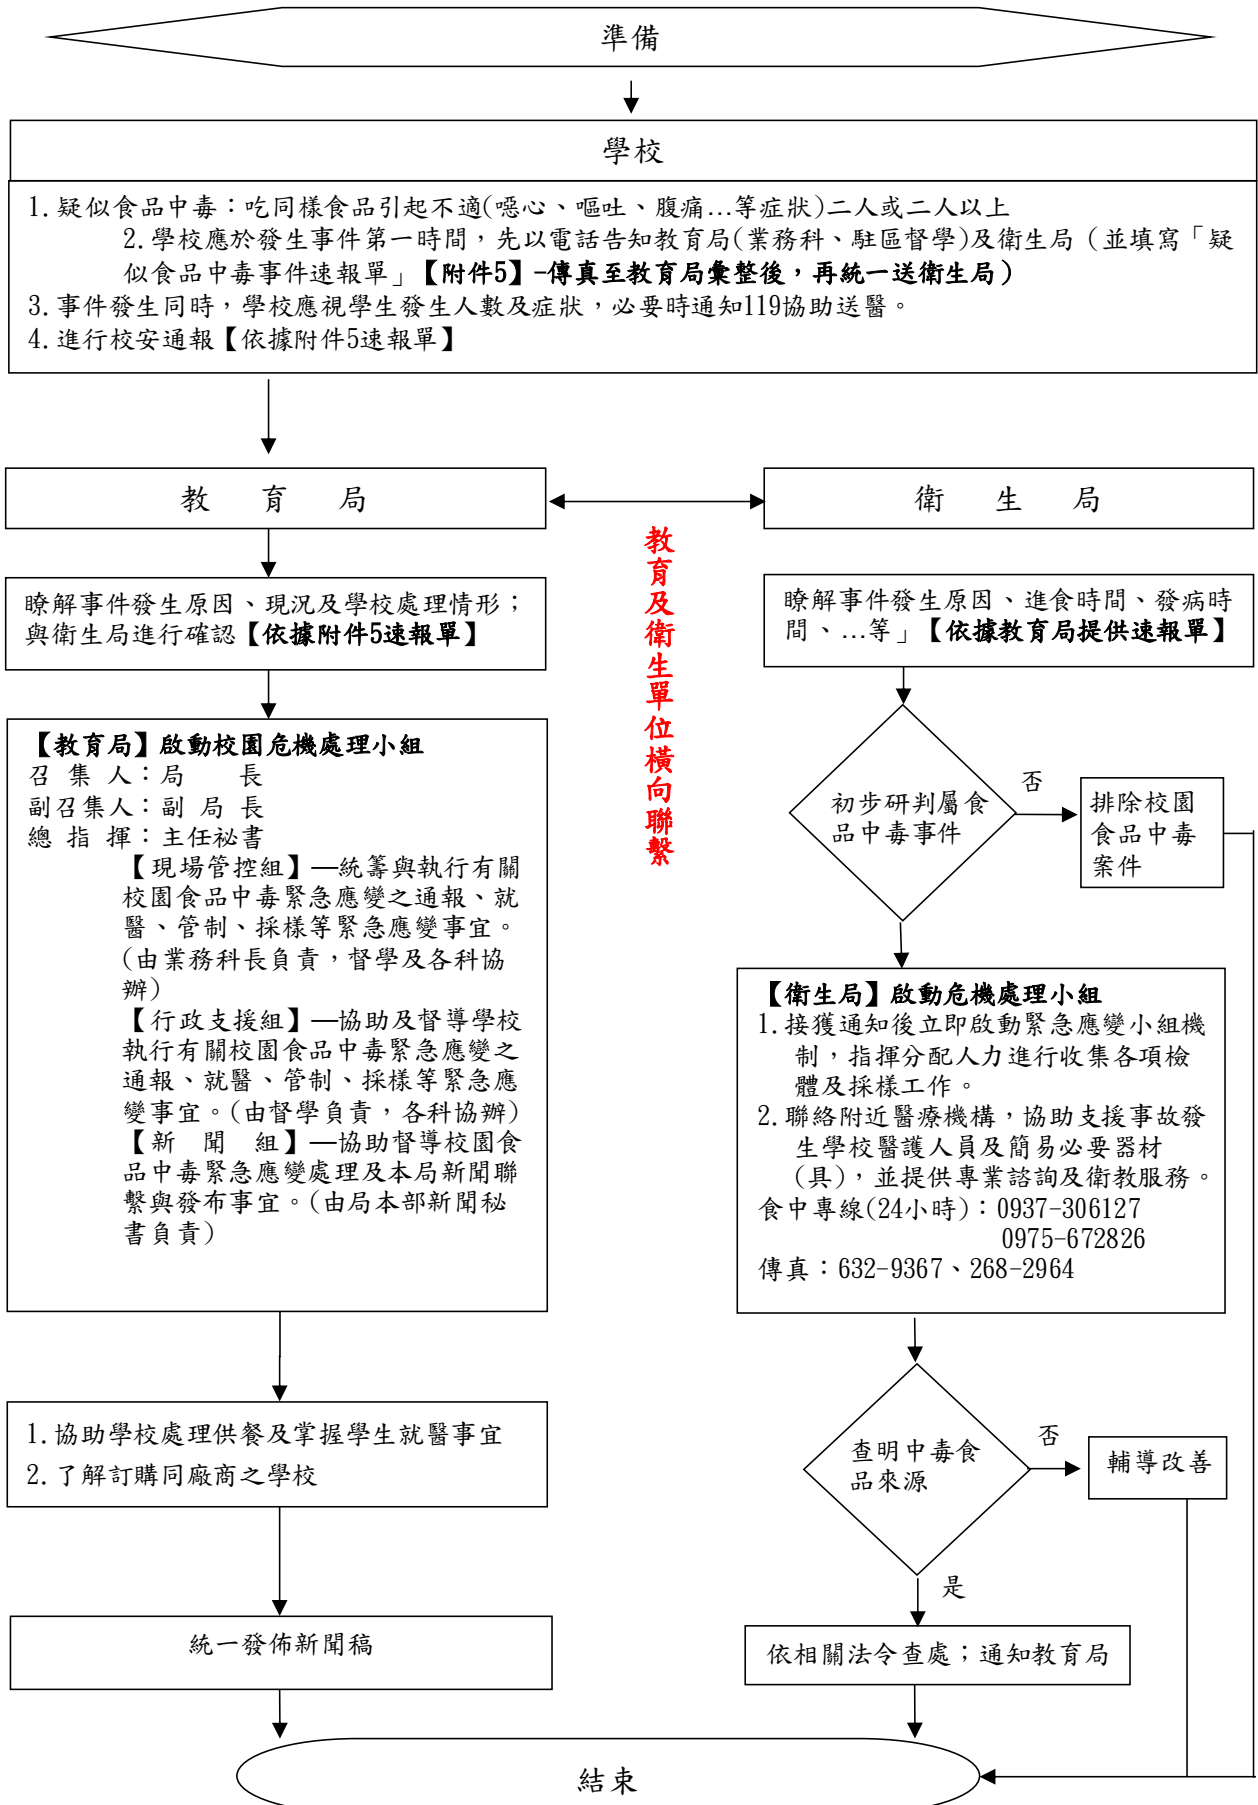 準備
學校
1.疑似食品中毒：吃同樣食品引起不適(噁心、嘔吐、腹痛…等症狀)二人或二人以上
2.學校應於發生事件第一時間，先以電話告知教育局(業務科、駐區督學)及衛生局（並填寫「疑
似食品中毒事件速報單」【附件5】-傳真至教育局彙整後，再統一送衛生局）
3.事件發生同時，學校應視學生發生人數及症狀，必要時通知119協助送醫。
4.進行校安通報【依據附件5速報單】
教 育 局
瞭解事件發生原因、現況及學校處理情形；
與衛生局進行確認【依據附件5速報單】
【教育局】啟動校園危機處理小組
召 集 人：局 長
副召集人：副 局 長
總 指 揮：主任祕書
【現場管控組】—統籌與執行有關
校園食品中毒緊急應變之通報、就
醫、管制、採樣等緊急應變事宜。
(由業務科長負責，督學及各科協
辦)
【行政支援組】—協助及督導學校
執行有關校園食品中毒緊急應變之
通報、就醫、管制、採樣等緊急應
變事宜。(由督學負責，各科協辦)
【新 聞 組】—協助督導校園食
品中毒緊急應變處理及本局新聞聯
繫與發布事宜。(由局本部新聞秘
書負責)
1.協助學校處理供餐及掌握學生就醫事宜
2.了解訂購同廠商之學校
統一發佈新聞稿
教育及衛生單位橫向聯繫
衛 生 局
瞭解事件發生原因、進食時間、發病時
間、…等」【依據教育局提供速報單】
初步研判屬食
品中毒事件
否
排除校園
食品中毒
案件
【衛生局】啟動危機處理小組
1.接獲通知後立即啟動緊急應變小組機
制，指揮分配人力進行收集各項檢
體及採樣工作。
2.聯絡附近醫療機構，協助支援事故發
生學校醫護人員及簡易必要器材
(具)，並提供專業諮詢及衛教服務。
食中專線(24小時)：0937-306127
0975-672826
傳真：632-9367、268-2964
查明中毒食
品來源
否
輔導改善
是
依相關法令查處；通知教育局
結束